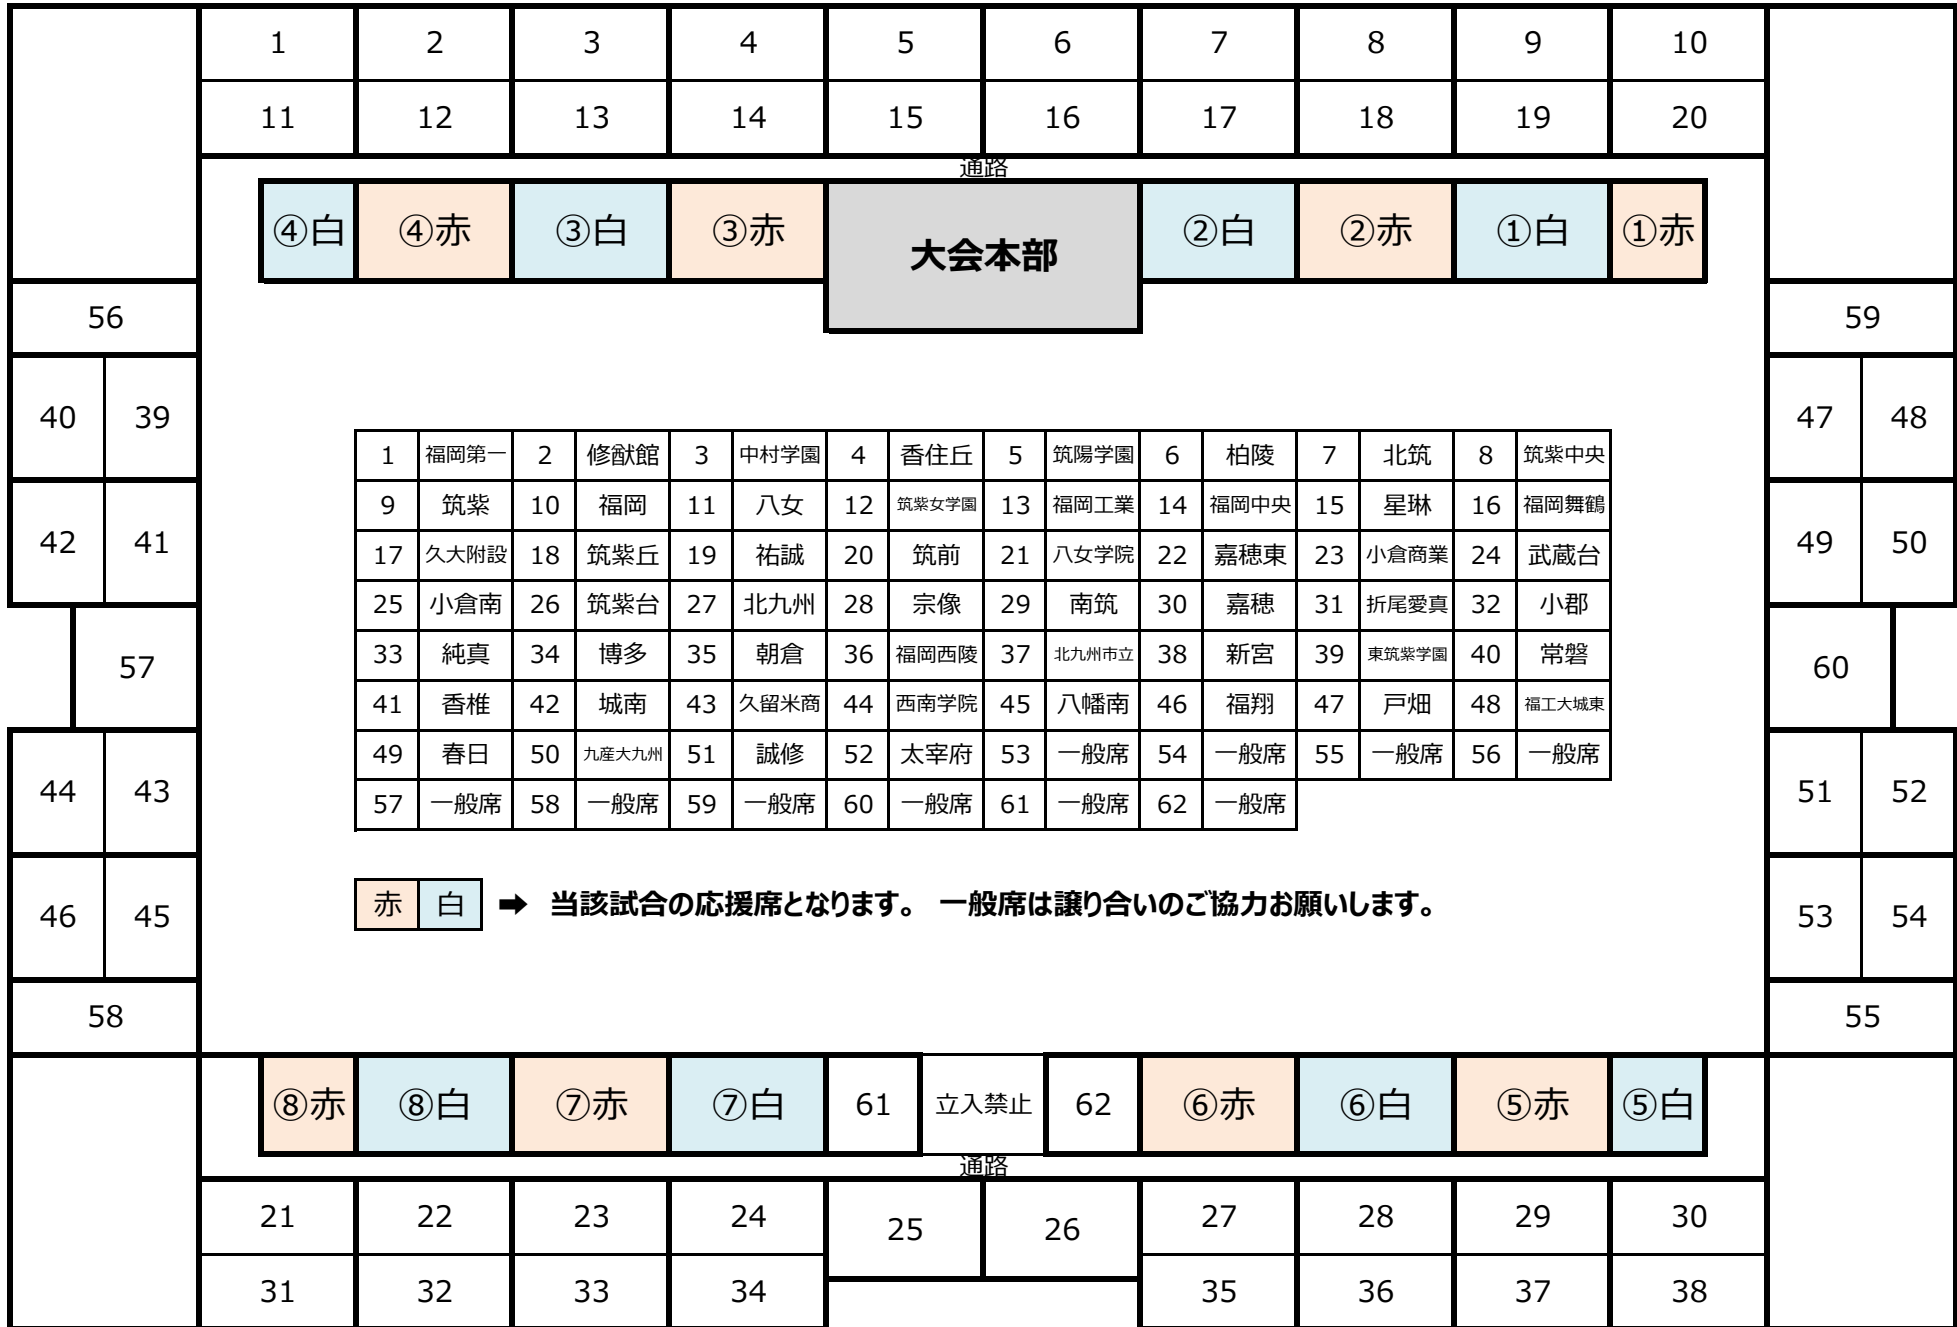 1 2 3 4 5 6 7 8 9 10
11 12 13 14 15 16 17 18 19 20
通路
④白 ④赤 ③白 ③赤 大会本部 ②白 ②赤 ①白 ①赤
56 59
40 39 47 48
1 福岡第一 2 修猷館 3 中村学園 4 香住丘 5 筑陽学園 6 柏陵 7 北筑 8 筑紫中央
9 筑紫 10 福岡 11 八女 12 筑紫女学園 13 福岡工業 14 福岡中央 15 星琳 16 福岡舞鶴
42 41 49 50
17 久大附設 18 筑紫丘 19 祐誠 20 筑前 21 八女学院 22 嘉穂東 23 小倉商業 24 武蔵台
25 小倉南 26 筑紫台 27 北九州 28 宗像 29 南筑 30 嘉穂 31 折尾愛真 32 小郡
33 純真 34 博多 35 朝倉 36 福岡西陵 37 北九州市立 38 新宮 39 東筑紫学園 40 常磐
57 60
41 香椎 42 城南 43 久留米商 44 西南学院 45 八幡南 46 福翔 47 戸畑 48 福工大城東
49 春日 50 九産大九州 51 誠修 52 太宰府 53 一般席 54 一般席 55 一般席 56 一般席
44 43 51 52
57 一般席 58 一般席 59 一般席 60 一般席 61 一般席 62 一般席
赤 白 ➡ 当該試合の応援席となります。 一般席は譲り合いのご協力お願いします。
46 45 53 54
58 55
⑧赤 ⑧白 ⑦赤 ⑦白 61 立入禁止 62 ⑥赤 ⑥白 ⑤赤 ⑤白
通路
21 22 23 24 25 26 27 28 29 30
31 32 33 34 35 36 37 38